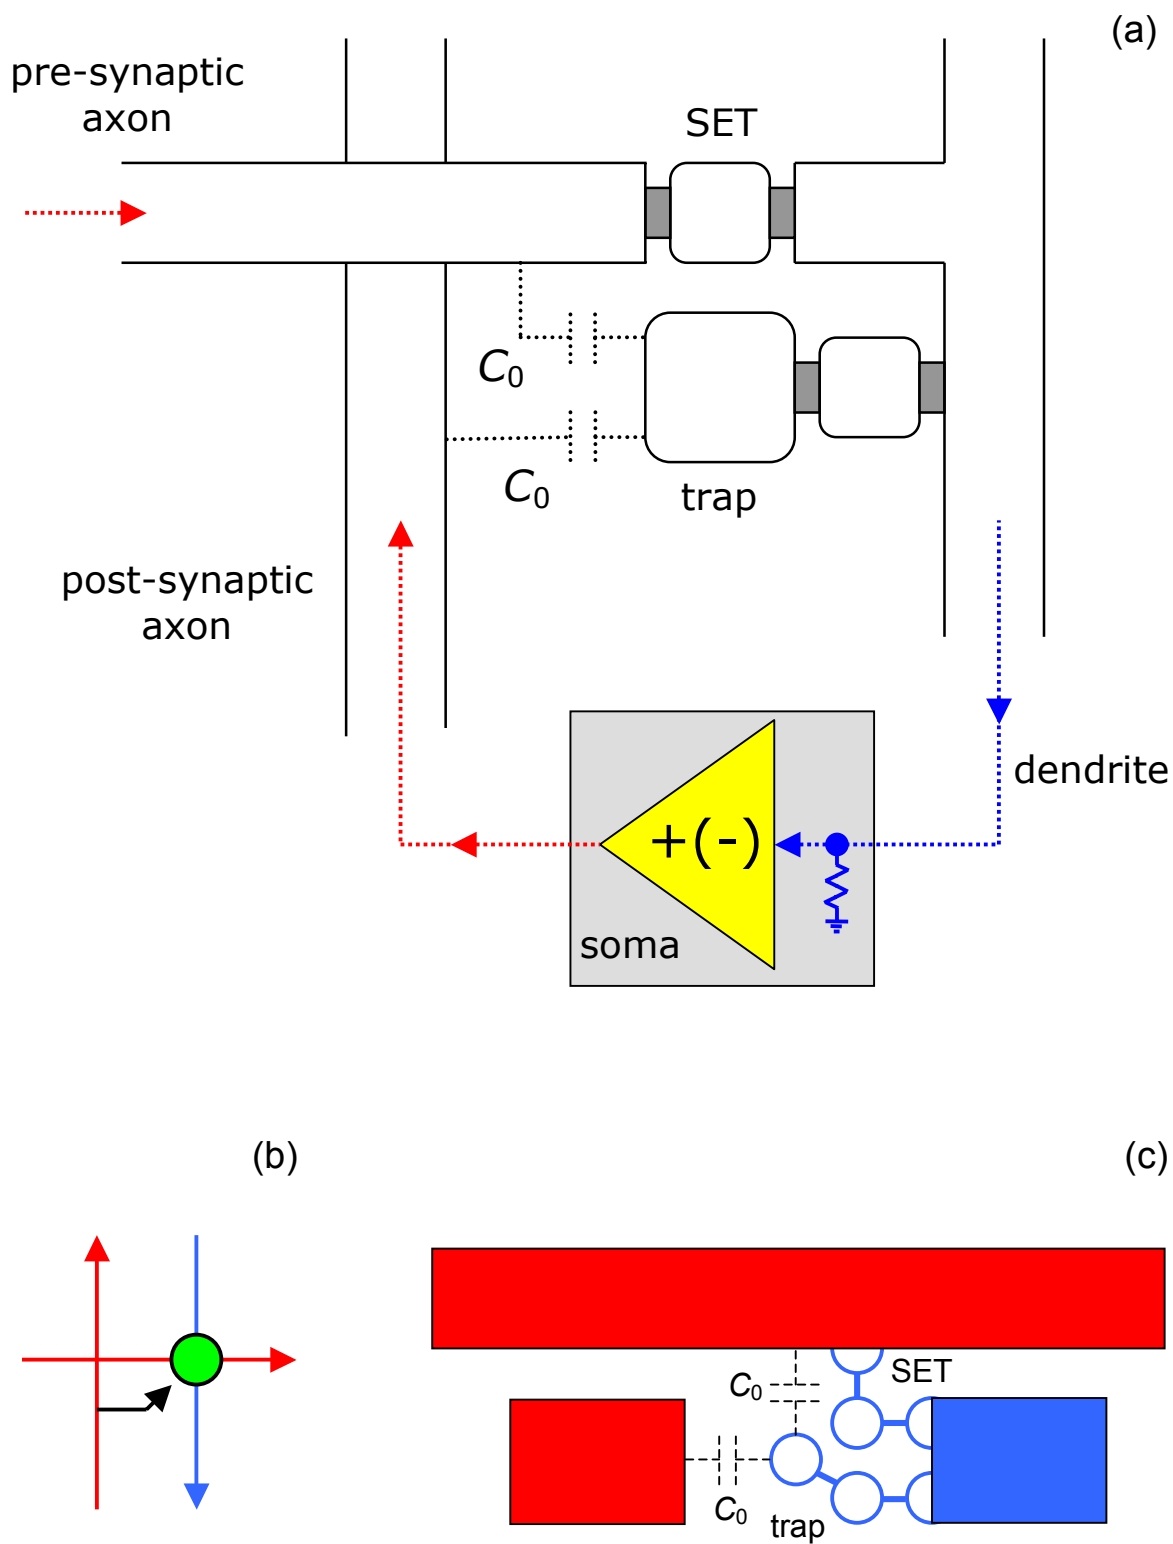 (a)
pre-synaptic
axon
SET
C0
C0
trap
post-synaptic
axon
dendrite
+(-)
soma
(b)
(c)
SET
C0
C0
trap